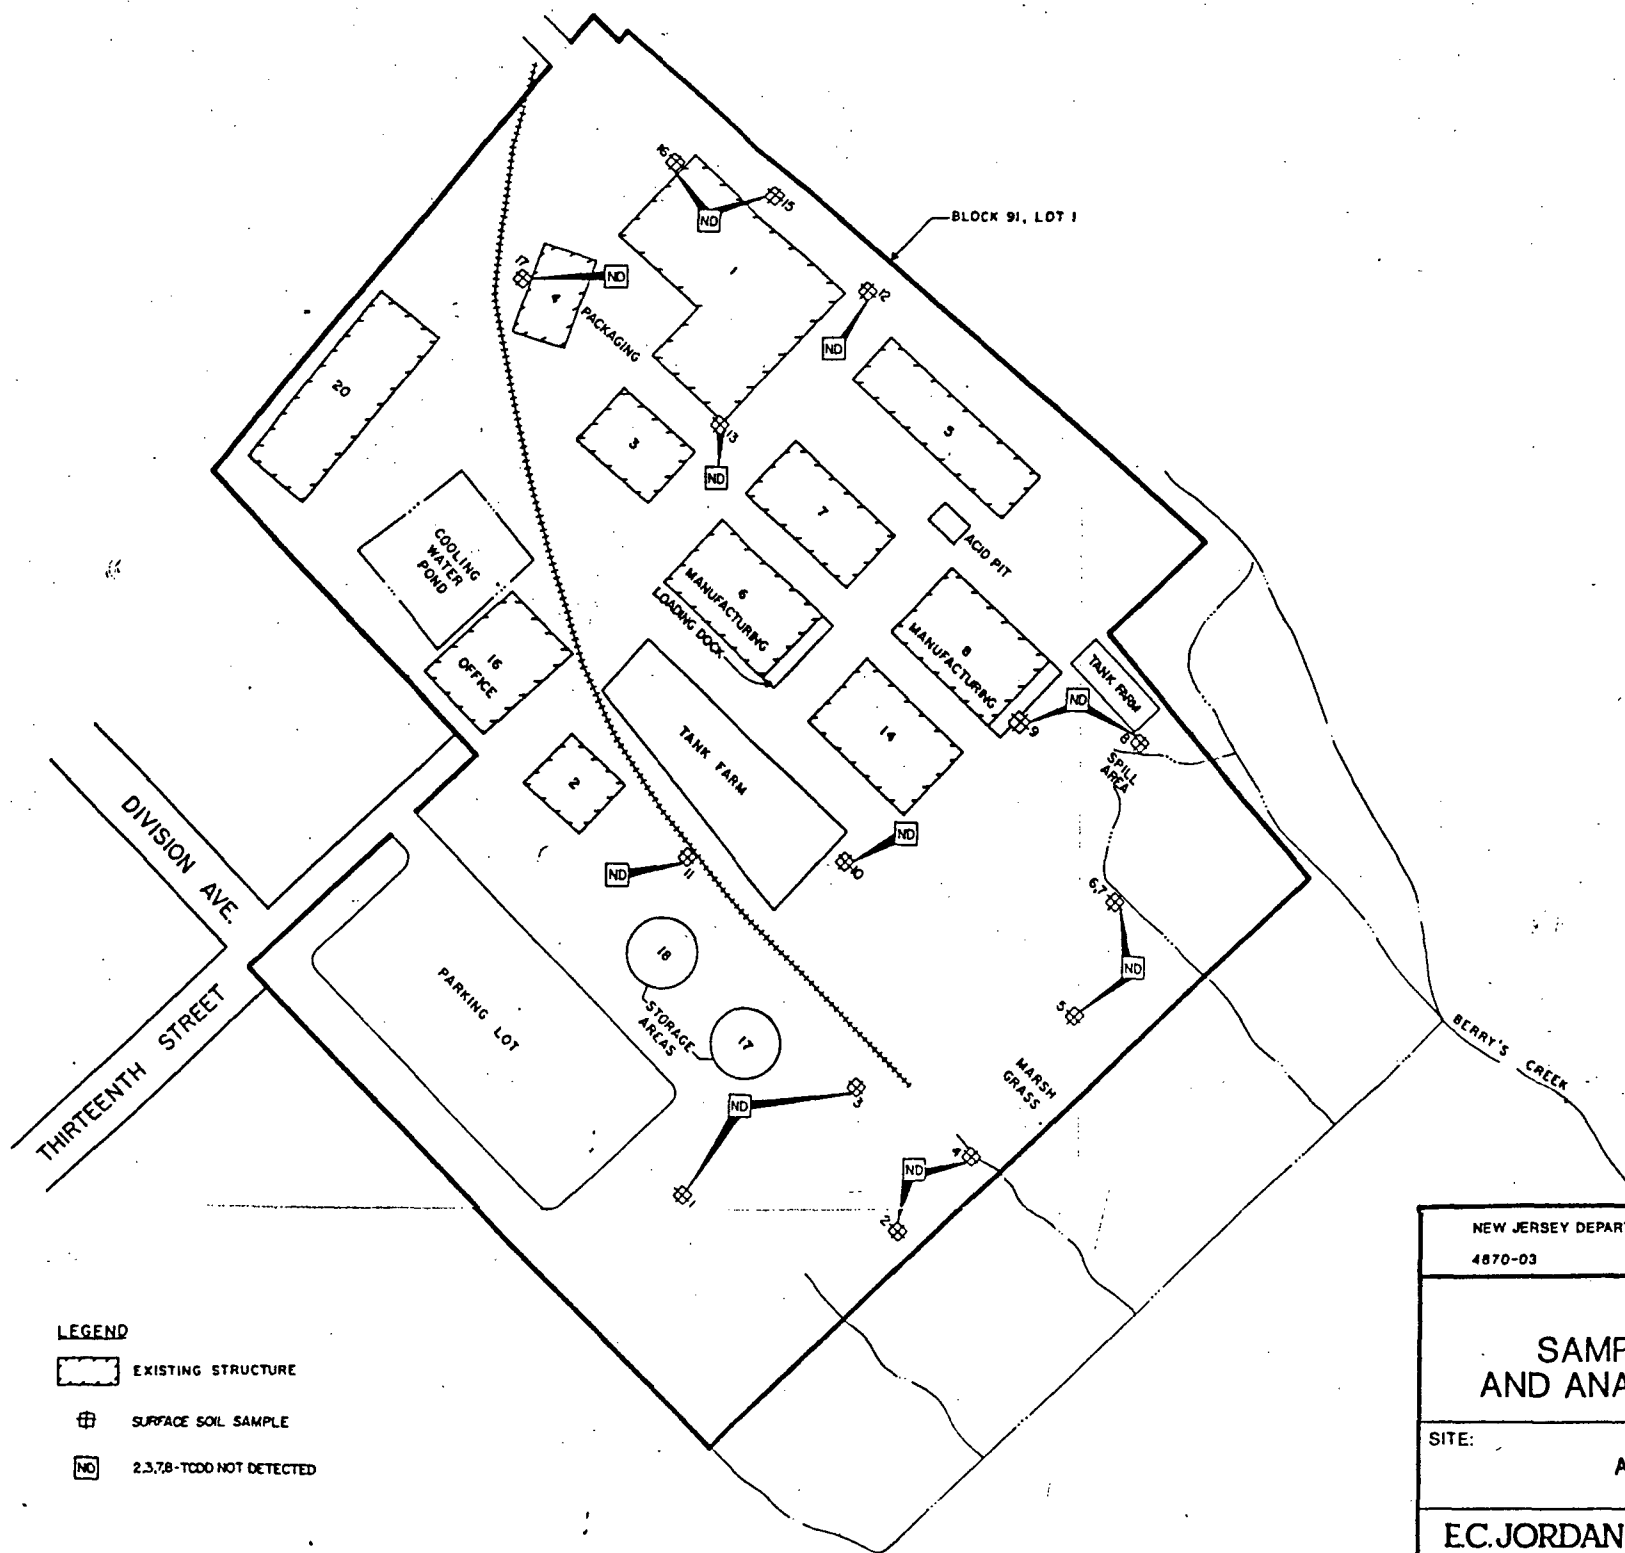 16
ND
15
BLOCK 91, LOT 1
17
ND
4
1
12
PACKAGING
ND
20
3
13
5
ND
7
COOLING
WATER
POND
ACID PIT
6
MANUFACTURING
LOADING DOCK
8
MANUFACTURING
16
OFFICE
TANK FARM
ND
9
8
SPILL
AREA
14
TANK FARM
2
DIVISION AVE.
ND
10
ND
11
6,7
18
ND
PARKING LOT
5
STORAGE
AREAS
17
BERRY'S CREEK
THIRTEENTH STREET
MARSH
GRASS
3
ND
4
ND
1
2
NEW JERSEY DEPAR
4870-03
SAMP
AND ANA
SITE:
A
E.C.JORDAN
LEGEND
EXISTING STRUCTURE
SURFACE SOIL SAMPLE
ND 2,3,7,8-TCDD NOT DETECTED